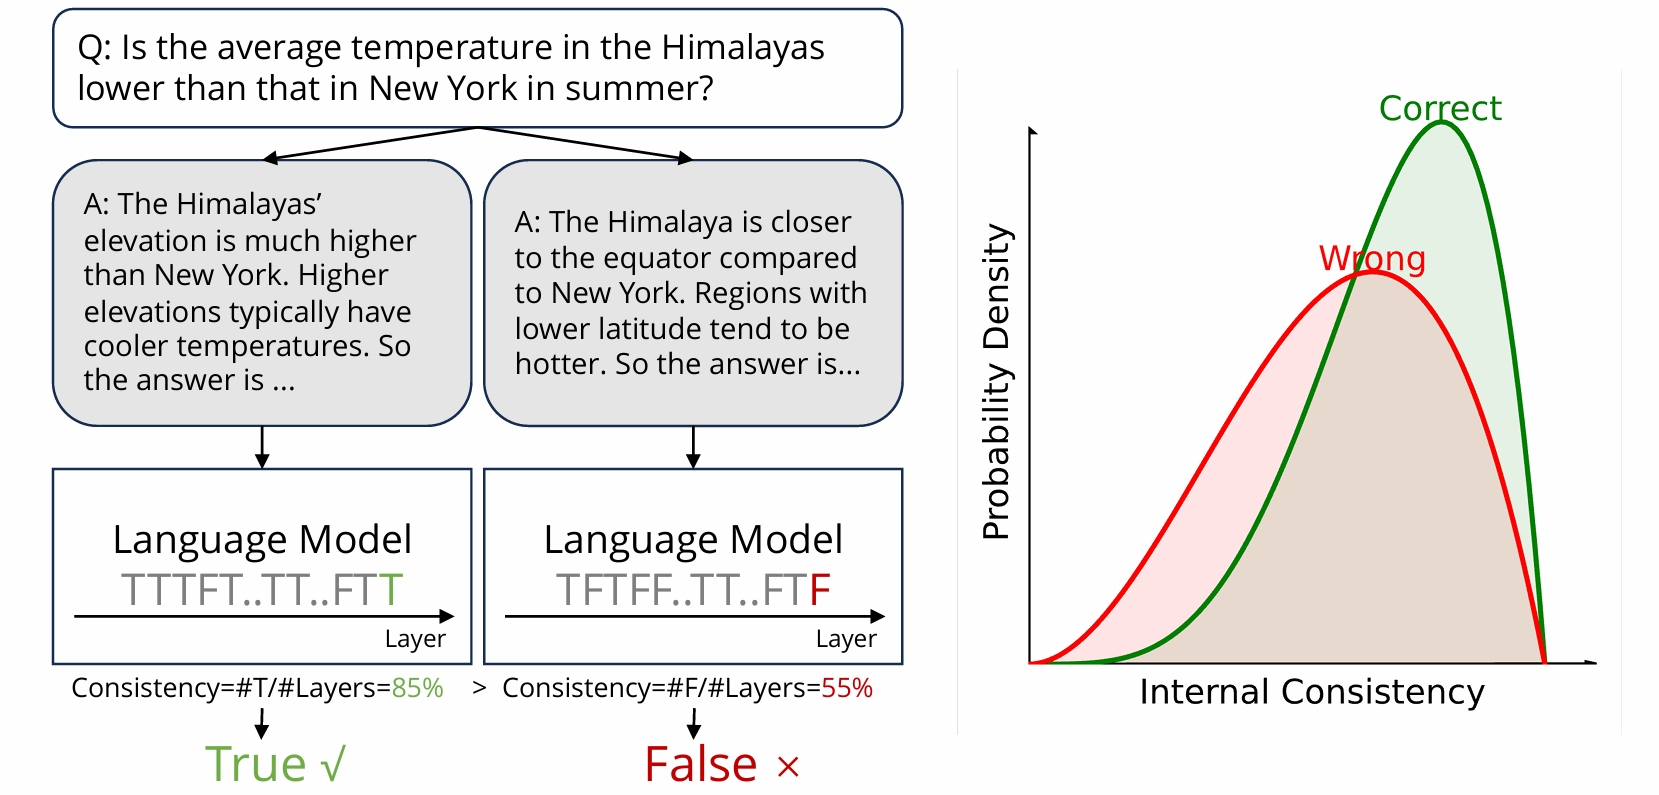 Q: Is the average temperature in the Himalayas
lower than that in New York in summer?
A: The Himalayas’
elevation is much higher
than New York. Higher
elevations typically have
cooler temperatures. So
the answer is ...
A: The Himalaya is closer
to the equator compared
to New York. Regions with
lower latitude tend to be
hotter. So the answer is...
Language Model
TTTFT..TT..FTT
Layer
Language Model
TFTFF..TT..FTF
Layer
Consistency=#T/#Layers=85% > Consistency=#F/#Layers=55%
True √
False ×
Correct
Wrong
Probability Density
Internal Consistency